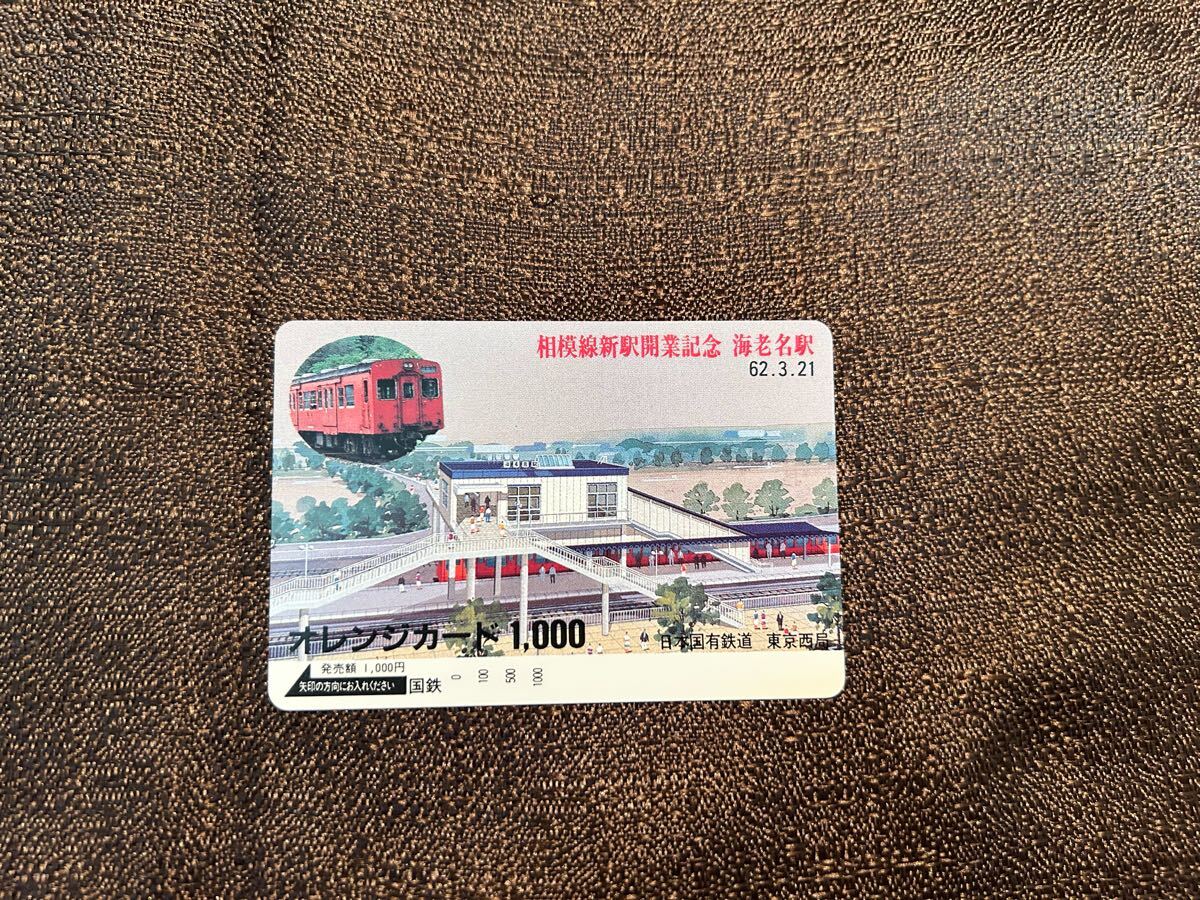 相模線新駅開業記念 海老名駅
62.3.21
オレンジカード 1,000
日本国有鉄道 東京西局
発売額 1,000円
矢印の方向にお入れください
国鉄
0 100 500 1000